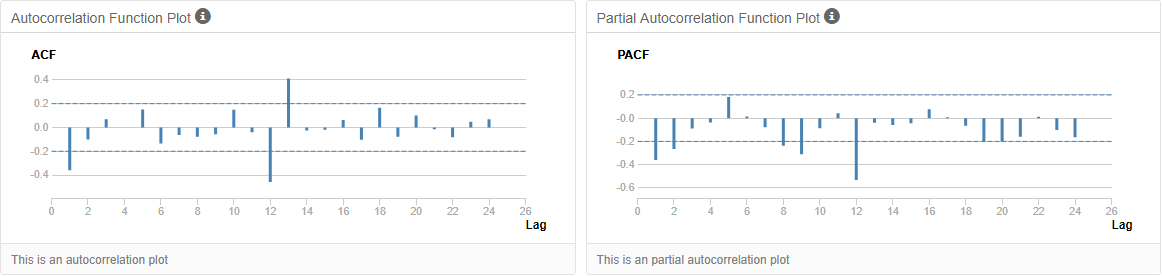 Autocorrelation Function Plot
ACF
0.4
0.2
0.0
-0.2
-0.4
0 2 4 6 8 10 12 14 16 18 20 22 24 26
Lag
This is an autocorrelation plot
Partial Autocorrelation Function Plot
PACF
0.2
-0.0
-0.2
-0.4
-0.6
0 2 4 6 8 10 12 14 16 18 20 22 24 26
Lag
This is an partial autocorrelation plot